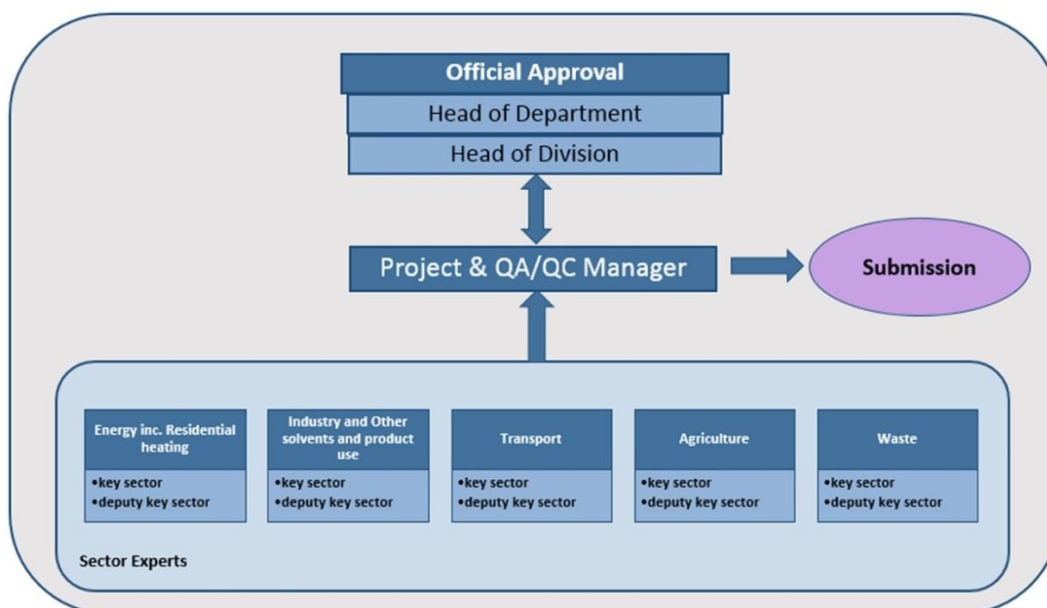 Official Approval
Head of Department
Head of Division
Project & QA/QC Manager
Submission
Energy inc. Residential
heating
•key sector
•deputy key sector
Industry and Other
solvents and product
use
•key sector
•deputy key sector
Transport
•key sector
•deputy key sector
Agriculture
•key sector
•deputy key sector
Waste
•key sector
•deputy key sector
Sector Experts